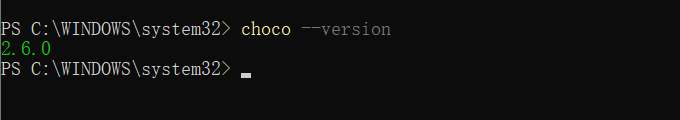 PS C:\WINDOWS\system32> choco --version
2.6.0
PS C:\WINDOWS\system32>